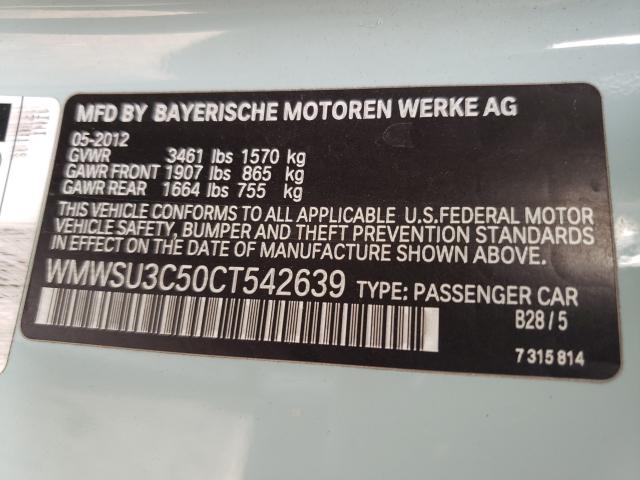 MFD BY BAYERISCHE MOTOREN WERKE AG
05-2012
GVWR 3461 lbs 1570 kg
GAWR FRONT 1907 lbs 865 kg
GAWR REAR 1664 lbs 755 kg
THIS VEHICLE CONFORMS TO ALL APPLICABLE U.S.FEDERAL MOTOR
VEHICLE SAFETY, BUMPER AND THEFT PREVENTION STANDARDS
IN EFFECT ON THE DATE OF MANUFACTURE SHOWN ABOVE.
WMWSU3C50CT542639 TYPE: PASSENGER CAR
B28 / 5
7 315 814